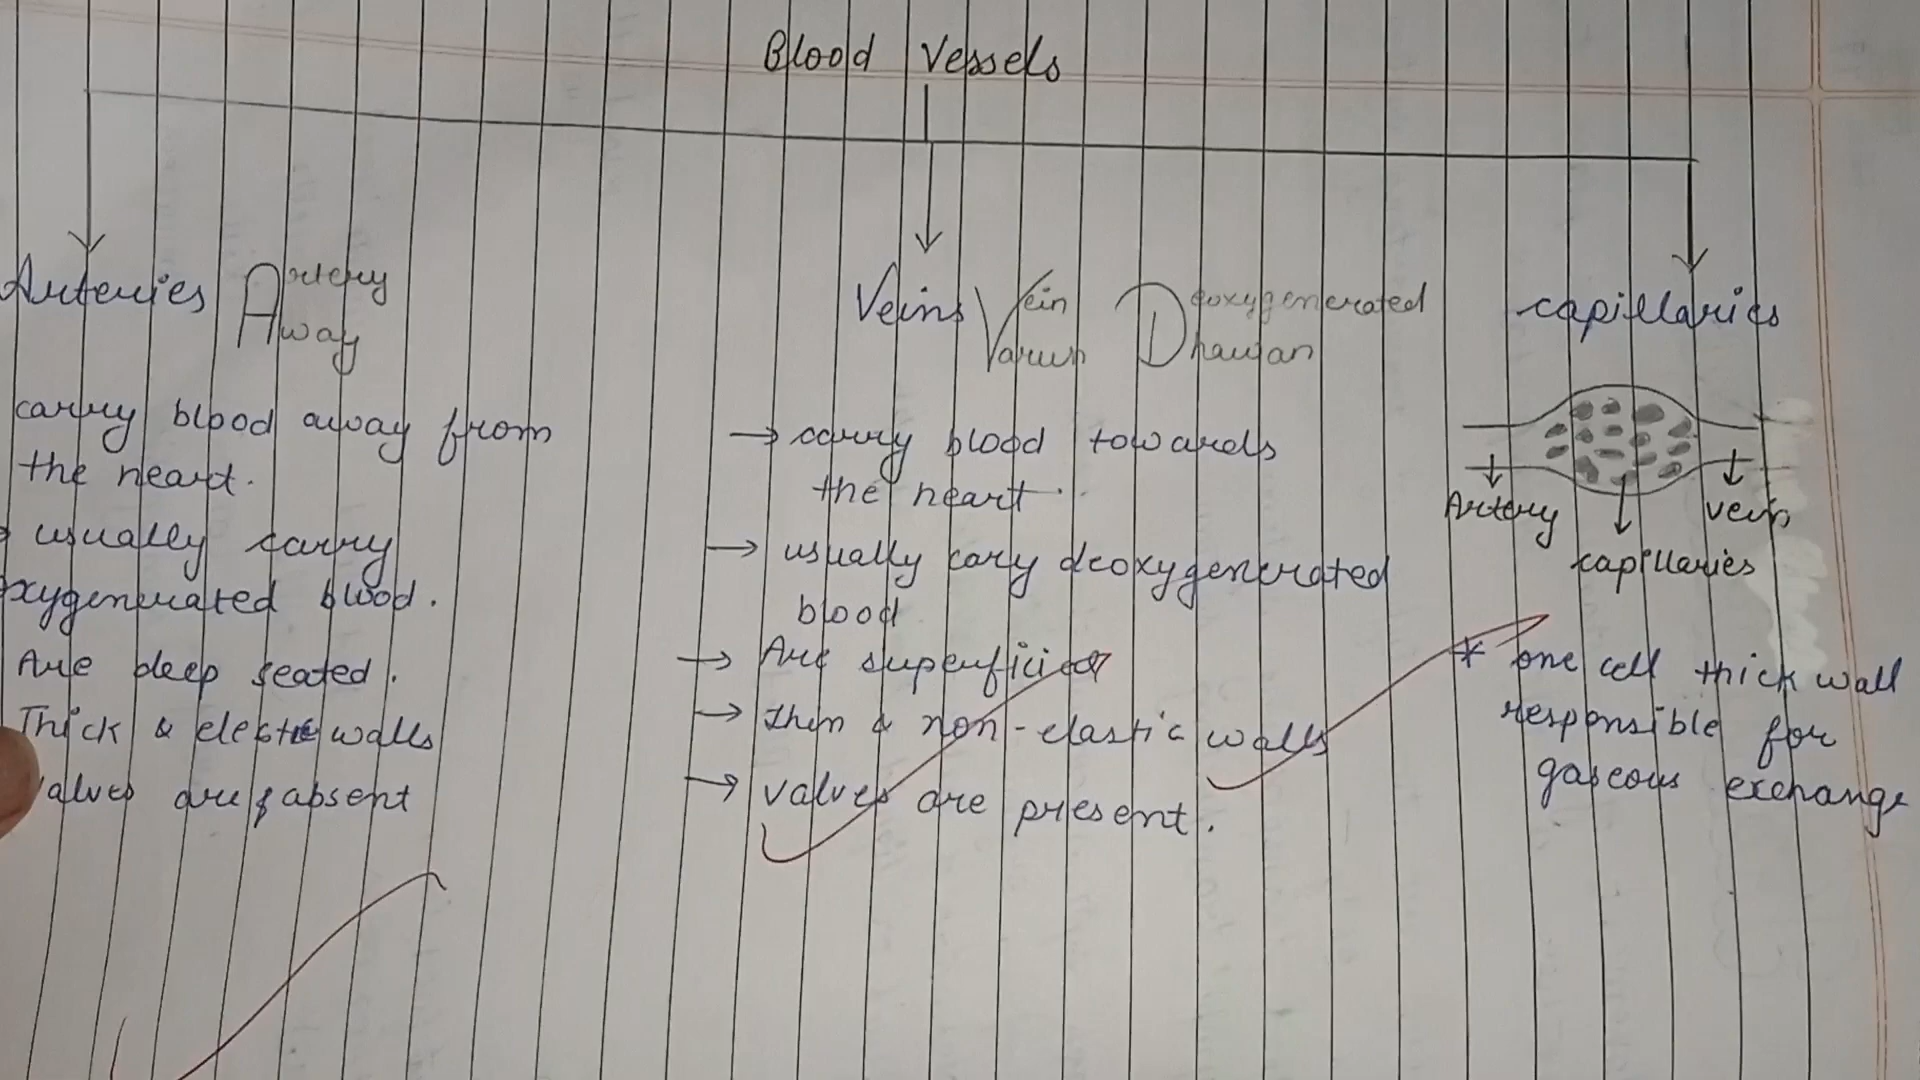 Blood Vessels
Arteries
Artery
Away
carry blood away from
the heart.
usually carry
oxygenerated blood.
Are deep seated.
Thick & elastic walls
valves are absent
Veins
Vein
Varun
Deoxygenerated
Dhawan
→ carry blood towards
the heart.
→ usually cary deoxygenerated
blood
→ Are superficial
→ thin & non-elastic walls
→ valves are present.
capillaries
Artery
vein
capillaries
* one cell thick wall
responsible for
gaseous exchange